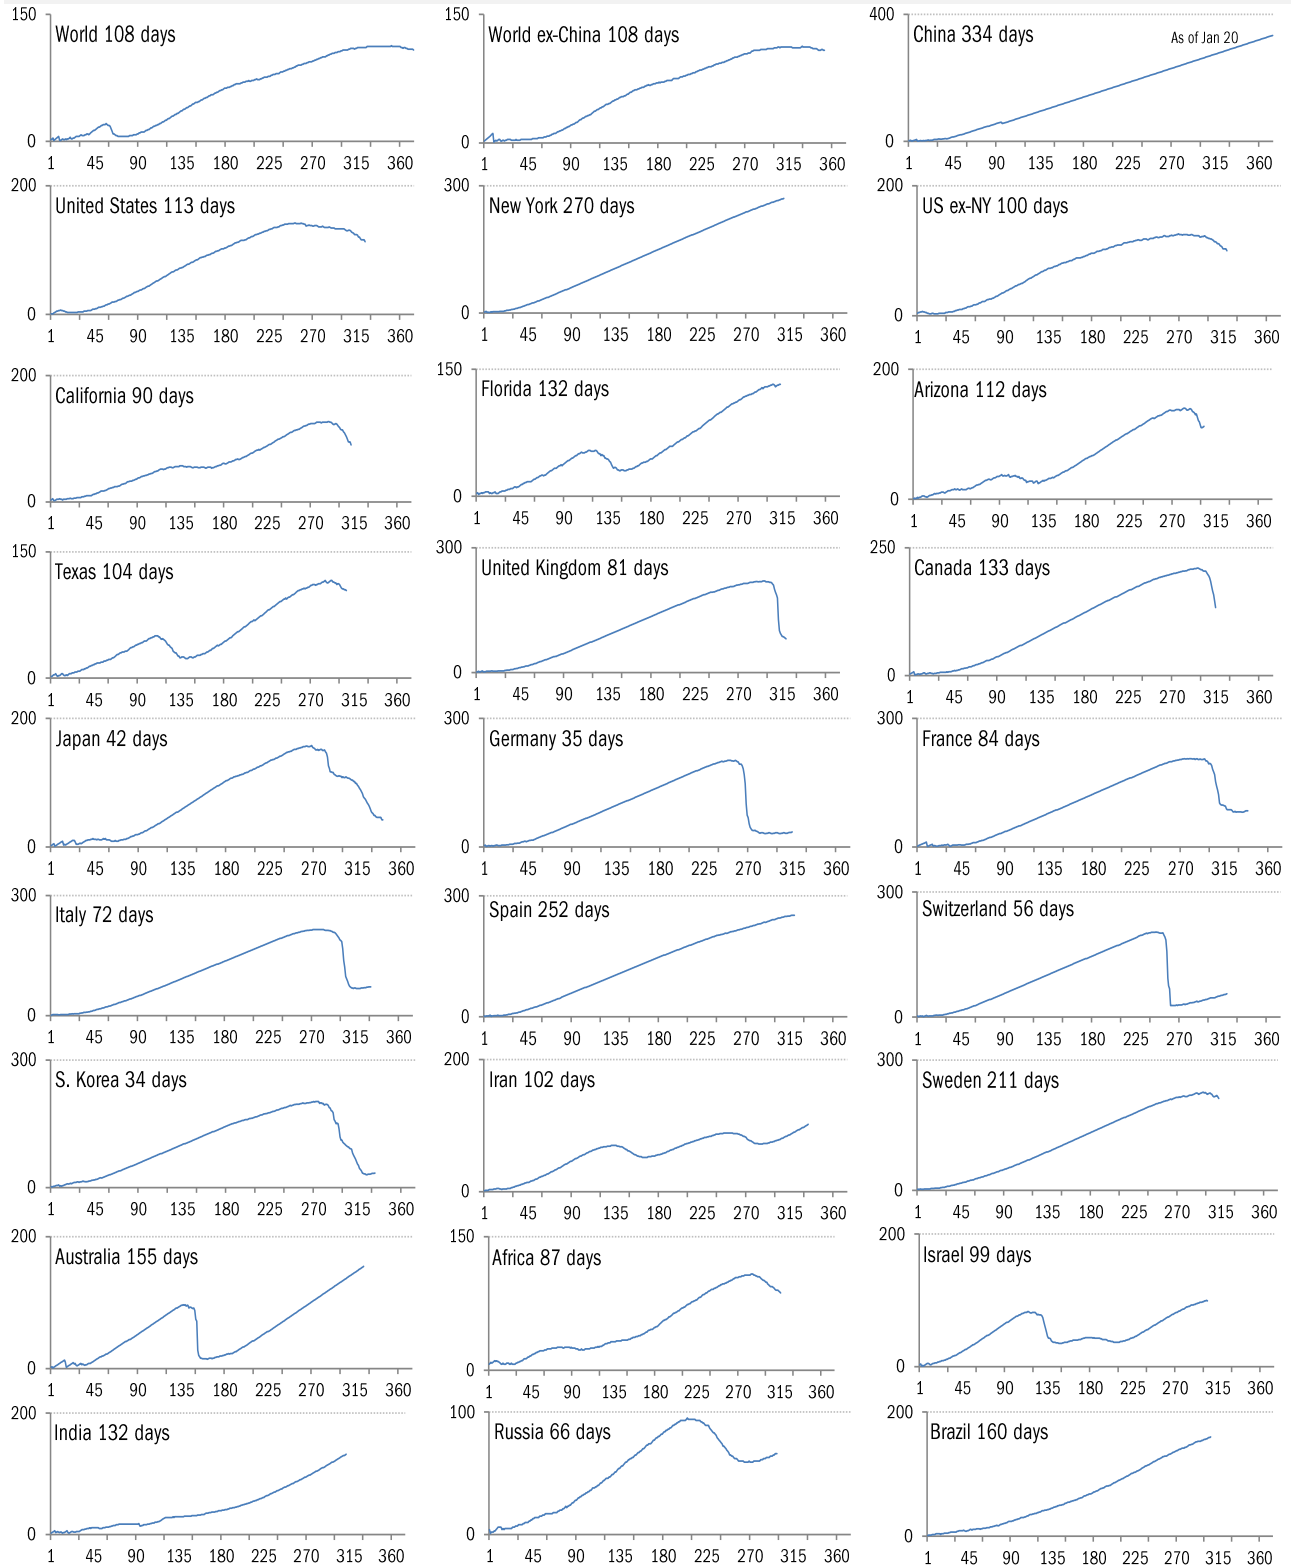 150 150 400
World 108 days World ex-China 108 days China 334 days As of Jan 20
0 0 0
1 45 90 135 180 225 270 315 360 1 45 90 135 180 225 270 315 360 1 45 90 135 180 225 270 315 360
200 300 200
United States 113 days New York 270 days US ex-NY 100 days
0 0 0
1 45 90 135 180 225 270 315 360 1 45 90 135 180 225 270 315 360 1 45 90 135 180 225 270 315 360
200 150 200
California 90 days Florida 132 days Arizona 112 days
0 0 0
1 45 90 135 180 225 270 315 360 1 45 90 135 180 225 270 315 360 1 45 90 135 180 225 270 315 360
150 300 250
Texas 104 days United Kingdom 81 days Canada 133 days
0 0 0
1 45 90 135 180 225 270 315 360 1 45 90 135 180 225 270 315 360 1 45 90 135 180 225 270 315 360
200 300 300
Japan 42 days Germany 35 days France 84 days
0 0 0
1 45 90 135 180 225 270 315 360 1 45 90 135 180 225 270 315 360 1 45 90 135 180 225 270 315 360
300 300 300
Italy 72 days Spain 252 days Switzerland 56 days
0 0 0
1 45 90 135 180 225 270 315 360 1 45 90 135 180 225 270 315 360 1 45 90 135 180 225 270 315 360
300 200 300
S. Korea 34 days Iran 102 days Sweden 211 days
0 0 0
1 45 90 135 180 225 270 315 360 1 45 90 135 180 225 270 315 360 1 45 90 135 180 225 270 315 360
200 150 200
Australia 155 days Africa 87 days Israel 99 days
0 0 0
1 45 90 135 180 225 270 315 360 1 45 90 135 180 225 270 315 360 1 45 90 135 180 225 270 315 360
200 100 200
India 132 days Russia 66 days Brazil 160 days
0 0 0
1 45 90 135 180 225 270 315 360 1 45 90 135 180 225 270 315 360 1 45 90 135 180 225 270 315 360